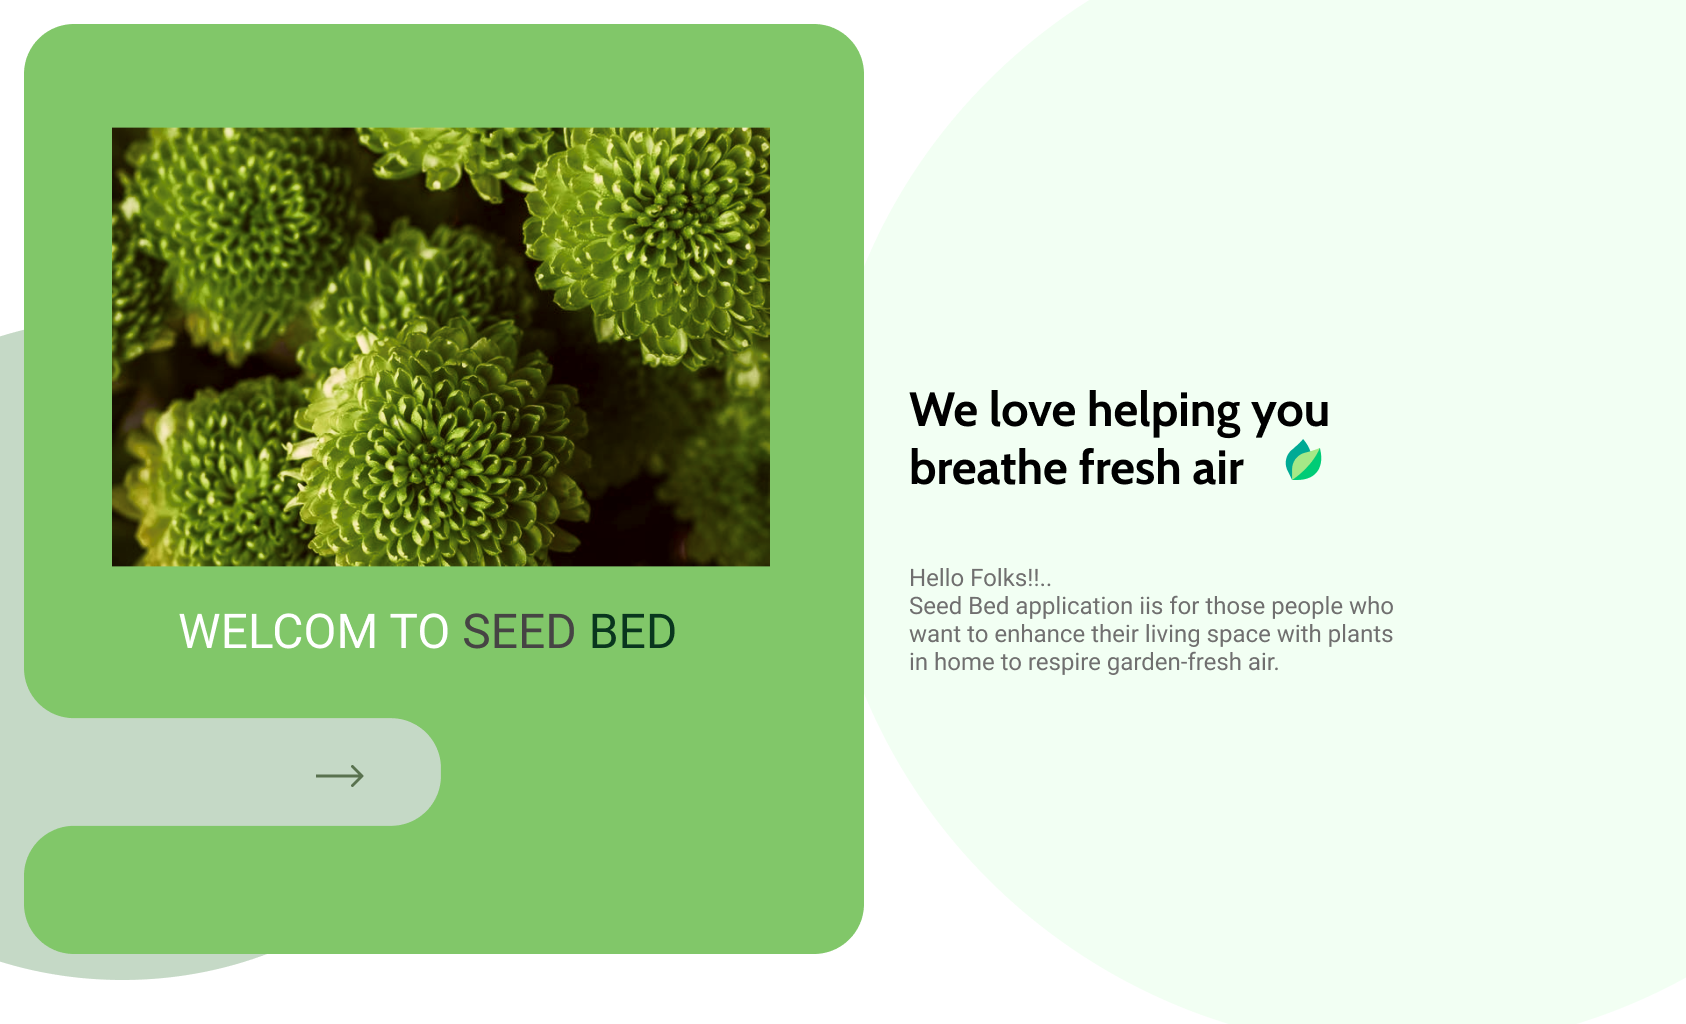 WELCOM TO SEED BED
We love helping you
breathe fresh air
Hello Folks!!..
Seed Bed application iis for those people who
want to enhance their living space with plants
in home to respire garden-fresh air.